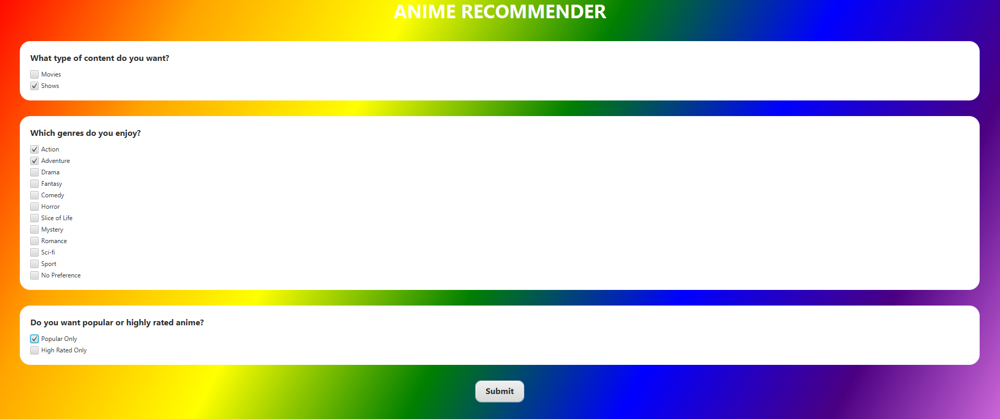 ANIME RECOMMENDER
What type of content do you want?
Movies
Shows
Which genres do you enjoy?
Action
Adventure
Drama
Fantasy
Comedy
Horror
Slice of Life
Mystery
Romance
Sci-fi
Sport
No Preference
Do you want popular or highly rated anime?
Popular Only
High Rated Only
Submit